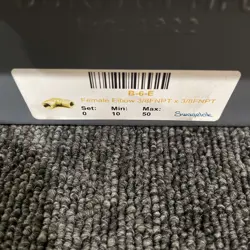 B-6-E
Female Elbow 3/8FNPT x 3/8FNPT
Set: Min: Max:
0 10 50